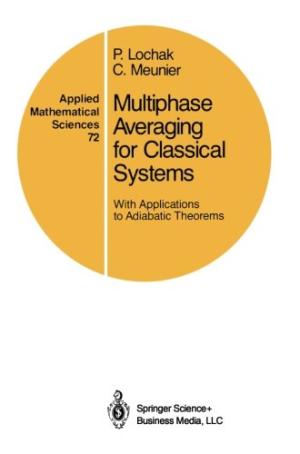 P. Lochak
C. Meunier
Applied
Mathematical
Sciences
72
Multiphase
Averaging
for Classical
Systems
With Applications
to Adiabatic Theorems
Springer Science+
Business Media, LLC